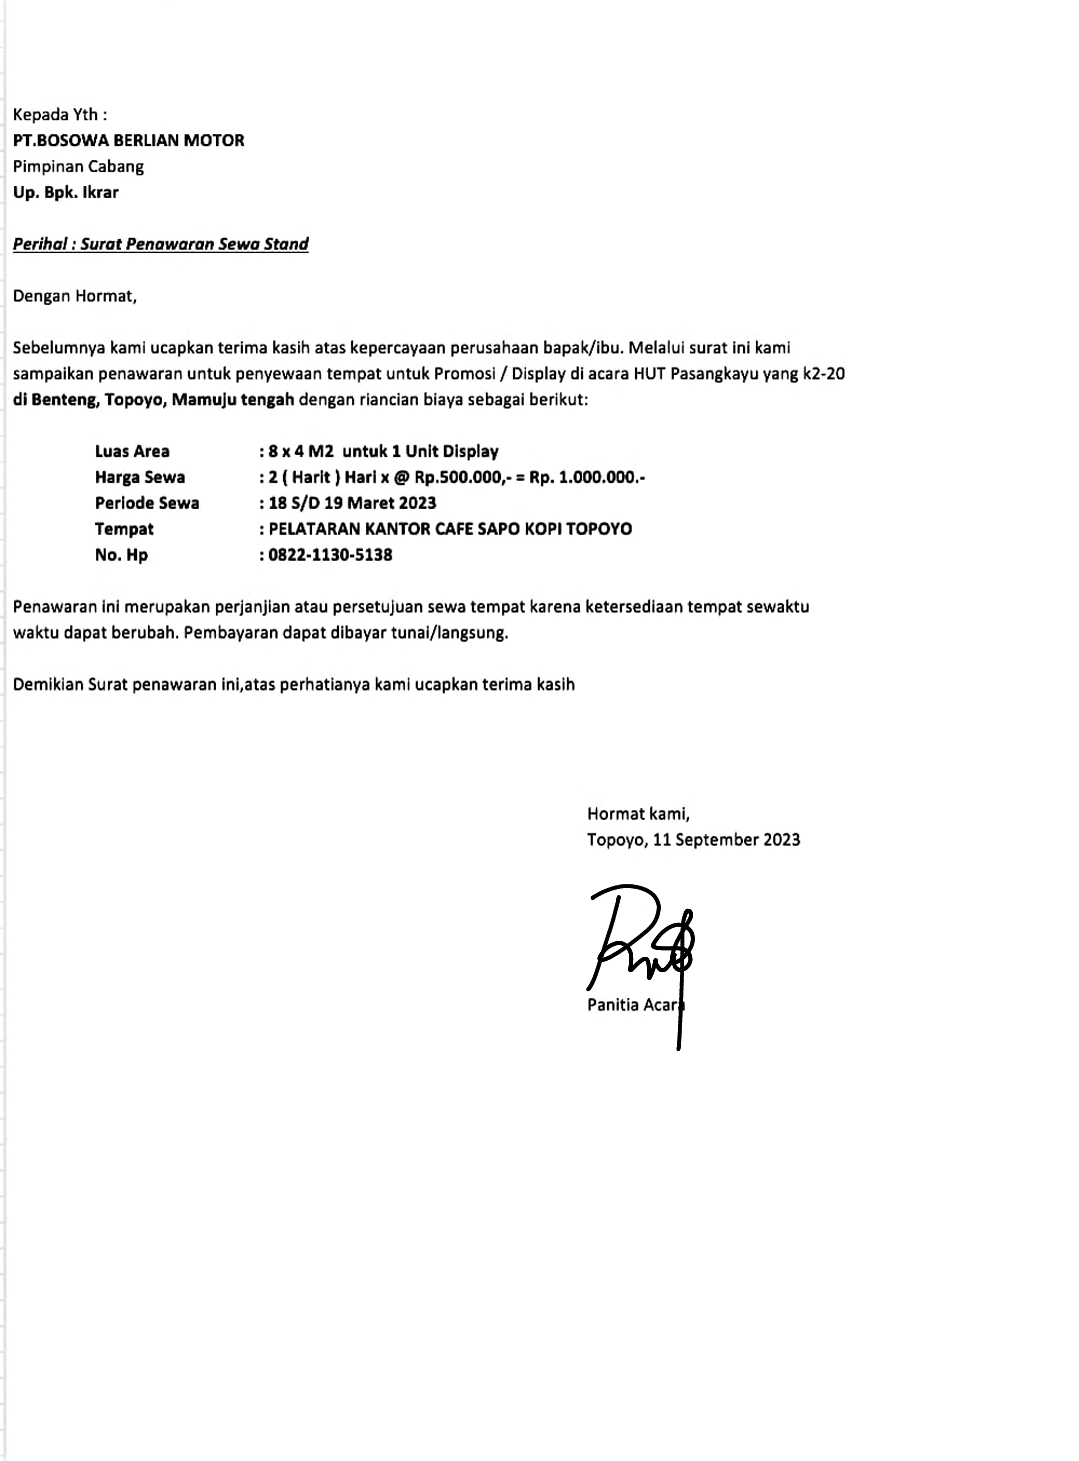 Kepada Yth :
PT.BOSOWA BERLIAN MOTOR
Pimpinan Cabang
Up. Bpk. Ikrar
Perihal : Surat Penawaran Sewa Stand
Dengan Hormat,
Sebelumnya kami ucapkan terima kasih atas kepercayaan perusahaan bapak/ibu. Melalui surat ini kami
sampaikan penawaran untuk penyewaan tempat untuk Promosi / Display di acara HUT Pasangkayu yang k2-20
di Benteng, Topoyo, Mamuju tengah dengan riancian biaya sebagai berikut:
Luas Area : 8 x 4 M2 untuk 1 Unit Display
Harga Sewa : 2 ( Harit ) Hari x @ Rp.500.000,- = Rp. 1.000.000.-
Periode Sewa : 18 S/D 19 Maret 2023
Tempat : PELATARAN KANTOR CAFE SAPO KOPI TOPOYO
No. Hp : 0822-1130-5138
Penawaran ini merupakan perjanjian atau persetujuan sewa tempat karena ketersediaan tempat sewaktu
waktu dapat berubah. Pembayaran dapat dibayar tunai/langsung.
Demikian Surat penawaran ini,atas perhatianya kami ucapkan terima kasih
Hormat kami,
Topoyo, 11 September 2023
Panitia Acara